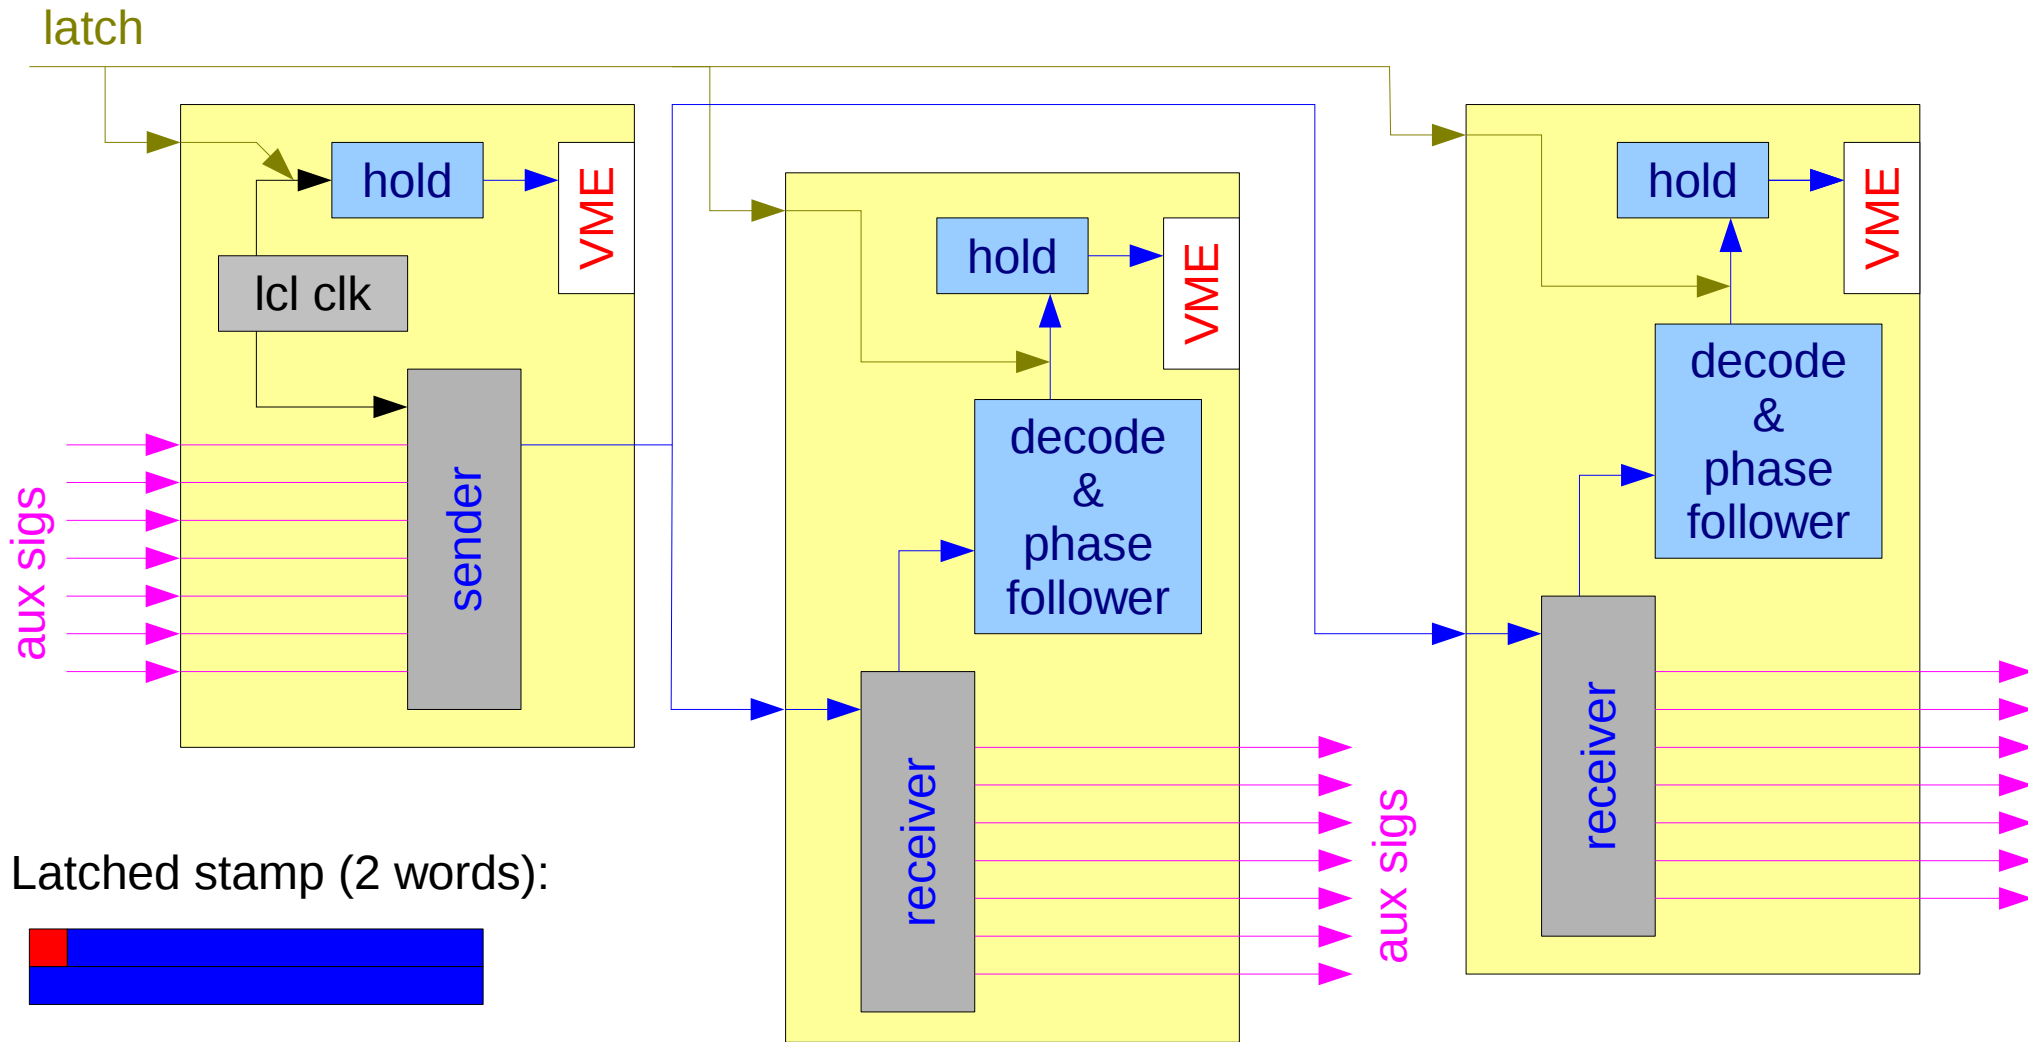 latch
hold
VME
lcl clk
sender
aux sigs
hold
VME
decode
&
phase
follower
receiver
aux sigs
hold
VME
decode
&
phase
follower
receiver
Latched stamp (2 words):